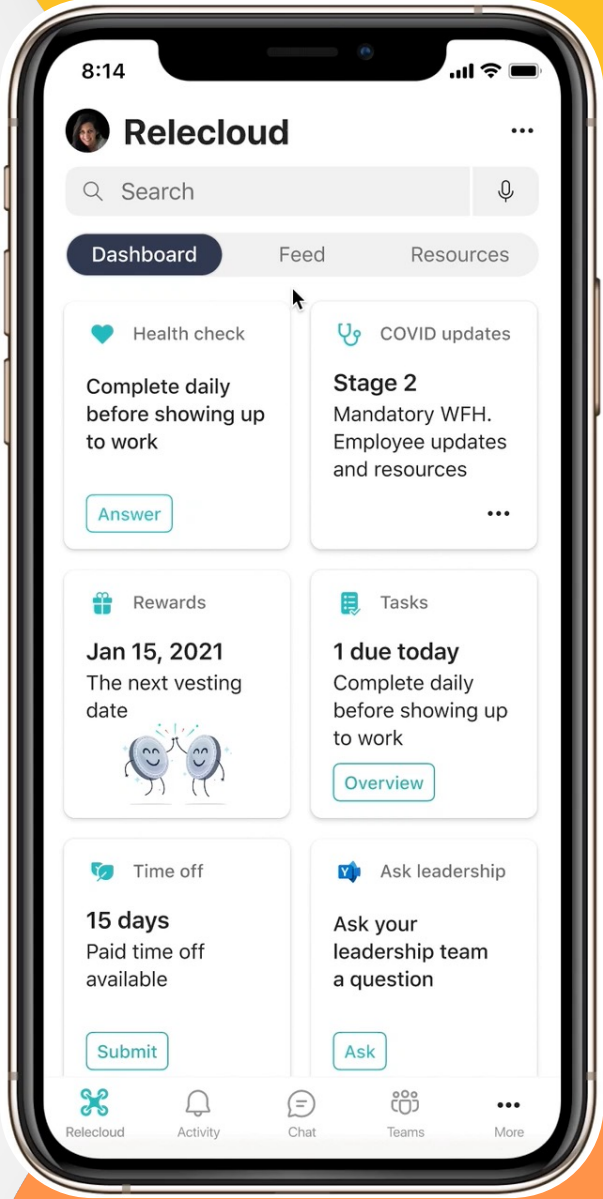 8:14
Relecloud
Search
Dashboard
Feed
Resources
Health check
Complete daily
before showing up
to work
Answer
COVID updates
Stage 2
Mandatory WFH.
Employee updates
and resources
Rewards
Jan 15, 2021
The next vesting
date
Tasks
1 due today
Complete daily
before showing up
to work
Overview
Time off
15 days
Paid time off
available
Submit
Y
Ask leadership
Ask your
leadership team
a question
Ask
Relecloud
Activity
Chat
Teams
More